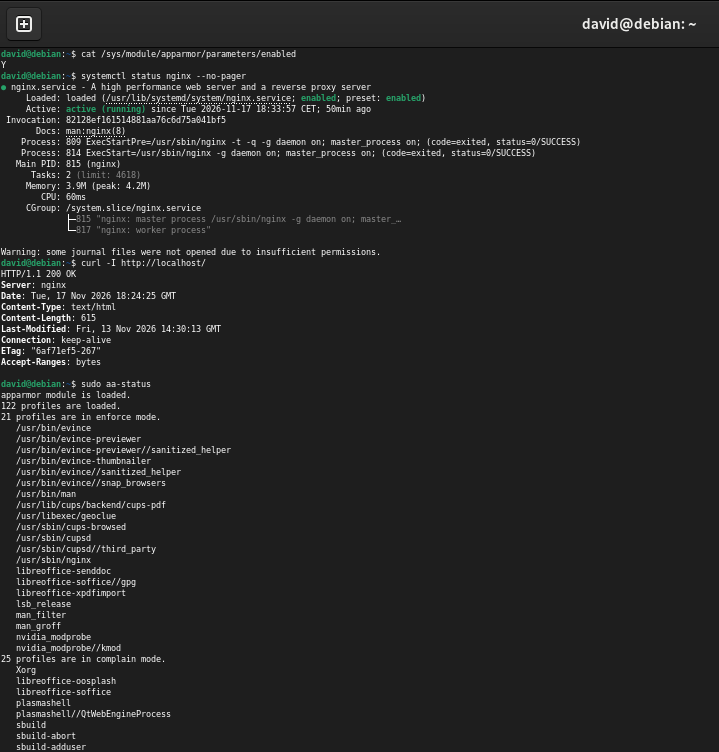 david@debian: ~
david@debian:~$ cat /sys/module/apparmor/parameters/enabled
Y
david@debian:~$ systemctl status nginx --no-pager
● nginx.service - A high performance web server and a reverse proxy server
     Loaded: loaded (/usr/lib/systemd/system/nginx.service; enabled; preset: enabled)
     Active: active (running) since Tue 2026-11-17 18:33:57 CET; 50min ago
 Invocation: 82128ef161514881aa76c6d75a041bf5
       Docs: man:nginx(8)
    Process: 809 ExecStartPre=/usr/sbin/nginx -t -q -g daemon on; master_process on; (code=exited, status=0/SUCCESS)
    Process: 814 ExecStart=/usr/sbin/nginx -g daemon on; master_process on; (code=exited, status=0/SUCCESS)
   Main PID: 815 (nginx)
      Tasks: 2 (limit: 4618)
     Memory: 3.9M (peak: 4.2M)
        CPU: 60ms
     CGroup: /system.slice/nginx.service
             ├─815 "nginx: master process /usr/sbin/nginx -g daemon on; master_…
             └─817 "nginx: worker process"
Warning: some journal files were not opened due to insufficient permissions.
david@debian:~$ curl -I http://localhost/
HTTP/1.1 200 OK
Server: nginx
Date: Tue, 17 Nov 2026 18:24:25 GMT
Content-Type: text/html
Content-Length: 615
Last-Modified: Fri, 13 Nov 2026 14:30:13 GMT
Connection: keep-alive
ETag: "6af71ef5-267"
Accept-Ranges: bytes
david@debian:~$ sudo aa-status
apparmor module is loaded.
122 profiles are loaded.
21 profiles are in enforce mode.
   /usr/bin/evince
   /usr/bin/evince-previewer
   /usr/bin/evince-previewer//sanitized_helper
   /usr/bin/evince-thumbnailer
   /usr/bin/evince//sanitized_helper
   /usr/bin/evince//snap_browsers
   /usr/bin/man
   /usr/lib/cups/backend/cups-pdf
   /usr/libexec/geoclue
   /usr/sbin/cups-browsed
   /usr/sbin/cupsd
   /usr/sbin/cupsd//third_party
   /usr/sbin/nginx
   libreoffice-senddoc
   libreoffice-soffice//gpg
   libreoffice-xpdfimport
   lsb_release
   man_filter
   man_groff
   nvidia_modprobe
   nvidia_modprobe//kmod
25 profiles are in complain mode.
   Xorg
   libreoffice-oosplash
   libreoffice-soffice
   plasmashell
   plasmashell//QtWebEngineProcess
   sbuild
   sbuild-abort
   sbuild-adduser